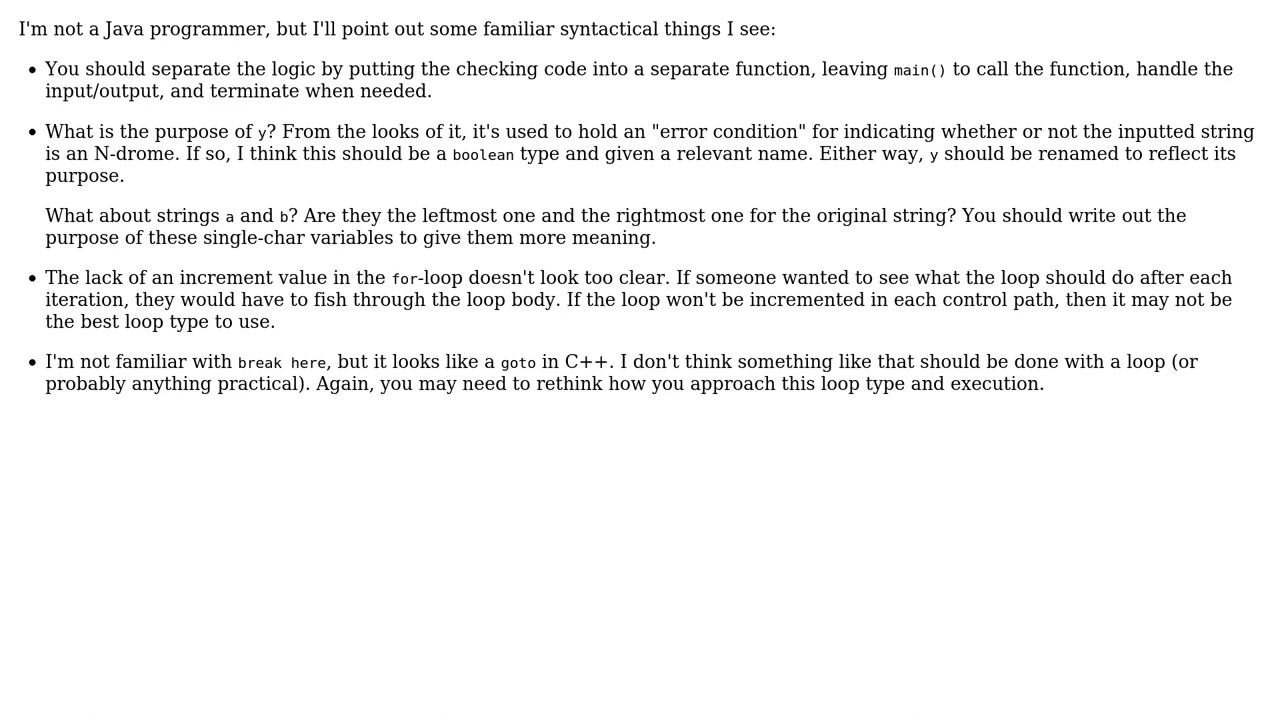 I'm not a Java programmer, but I'll point out some familiar syntactical things I see:
• You should separate the logic by putting the checking code into a separate function, leaving main() to call the function, handle the
input/output, and terminate when needed.
• What is the purpose of y? From the looks of it, it's used to hold an "error condition" for indicating whether or not the inputted string
is an N-drome. If so, I think this should be a boolean type and given a relevant name. Either way, y should be renamed to reflect its
purpose.
What about strings a and b? Are they the leftmost one and the rightmost one for the original string? You should write out the
purpose of these single-char variables to give them more meaning.
• The lack of an increment value in the for-loop doesn't look too clear. If someone wanted to see what the loop should do after each
iteration, they would have to fish through the loop body. If the loop won't be incremented in each control path, then it may not be
the best loop type to use.
• I'm not familiar with break here, but it looks like a goto in C++. I don't think something like that should be done with a loop (or
probably anything practical). Again, you may need to rethink how you approach this loop type and execution.